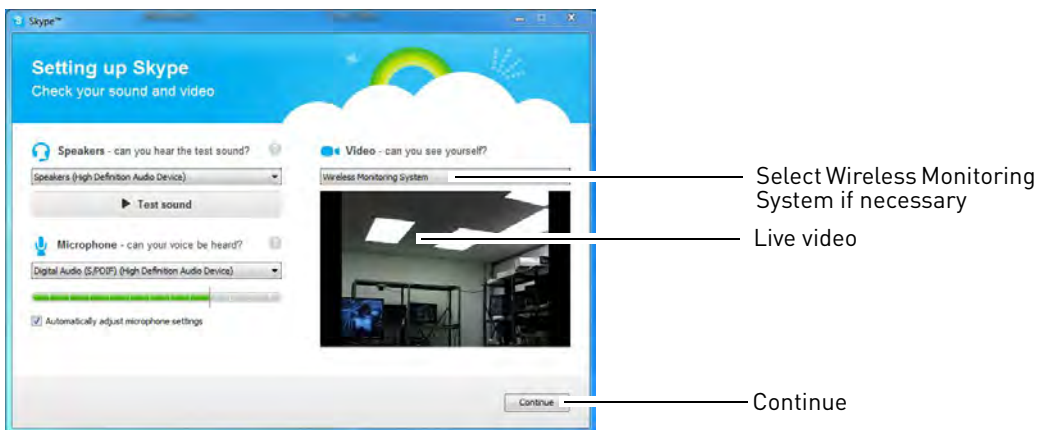 Skype™
Setting up Skype
Check your sound and video
Speakers - can you hear the test sound?
Speakers (High Definition Audio Device)
Test sound
Microphone - can your voice be heard?
Digital Audio (S/PDIF) (High Definition Audio Device)
Automatically adjust microphone settings
Video - can you see yourself?
Wireless Monitoring System
Continue
Select Wireless Monitoring
System if necessary
Live video
Continue